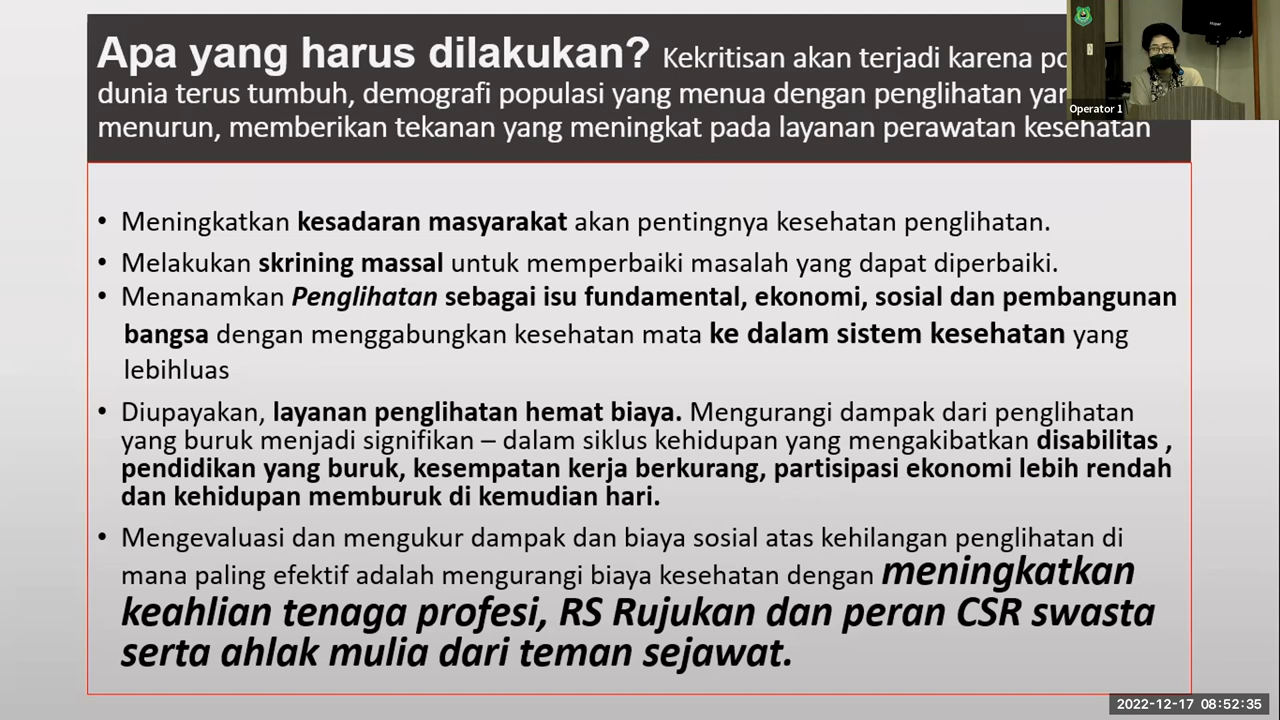 Apa yang harus dilakukan? Kekritisan akan terjadi karena
dunia terus tumbuh, demografi populasi yang menua dengan penglihatan
menurun, memberikan tekanan yang meningkat pada layanan perawatan kesehatan
• Meningkatkan kesadaran masyarakat akan pentingnya kesehatan penglihatan.
• Melakukan skrining massal untuk memperbaiki masalah yang dapat diperbaiki.
• Menanamkan Penglihatan sebagai isu fundamental, ekonomi, sosial dan pembangunan
bangsa dengan menggabungkan kesehatan mata ke dalam sistem kesehatan yang
lebihluas
• Diupayakan, layanan penglihatan hemat biaya. Mengurangi dampak dari penglihatan
yang buruk menjadi signifikan – dalam siklus kehidupan yang mengakibatkan disabilitas ,
pendidikan yang buruk, kesempatan kerja berkurang, partisipasi ekonomi lebih rendah
dan kehidupan memburuk di kemudian hari.
• Mengevaluasi dan mengukur dampak dan biaya sosial atas kehilangan penglihatan di
mana paling efektif adalah mengurangi biaya kesehatan dengan meningkatkan
keahlian tenaga profesi, RS Rujukan dan peran CSR swasta
serta ahlak mulia dari teman sejawat.
Operator 1
2022-12-17 08:52:35